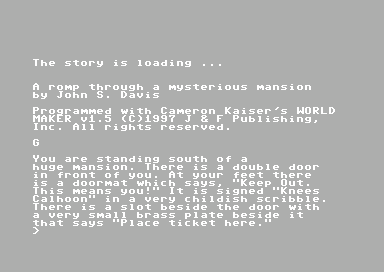 The story is loading ...
A romp through a mysterious mansion
by John S. Davis
Programmed with Cameron Kaiser's WORLD
MAKER v1.5 (C)1997 J & F Publishing,
Inc. All rights reserved.
G
You are standing south of a
huge mansion. There is a double door
in front of you. At your feet there
is a doormat which says, "Keep Out.
This means you!" It is signed "Knees
Calhoon" in a very childish scribble.
There is a slot beside the door with
a very small brass plate beside it
that says "Place ticket here."
>